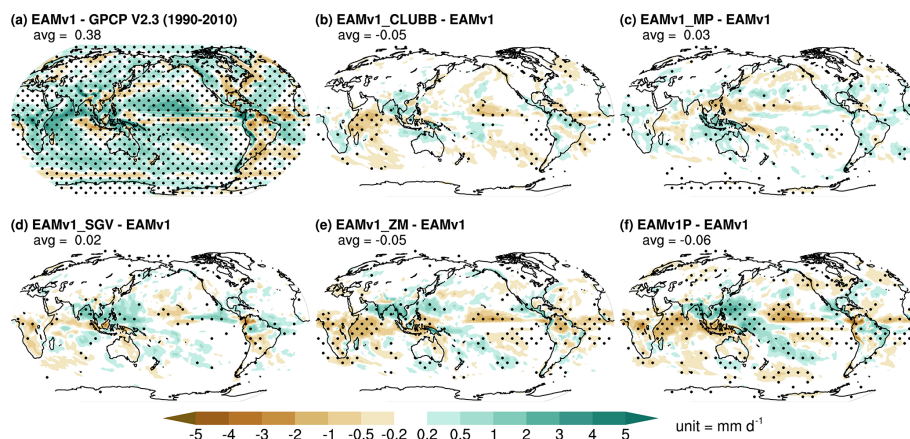 (a) EAMv1 - GPCP V2.3 (1990-2010)
avg = 0.38
(b) EAMv1_CLUBB - EAMv1
avg = -0.05
(c) EAMv1_MP - EAMv1
avg = 0.03
(d) EAMv1_SGV - EAMv1
avg = 0.02
(e) EAMv1_ZM - EAMv1
avg = -0.05
(f) EAMv1P - EAMv1
avg = -0.06
-5 -4 -3 -2 -1 -0.5 -0.2 0.2 0.5 1 2 3 4 5
unit = mm d⁻¹